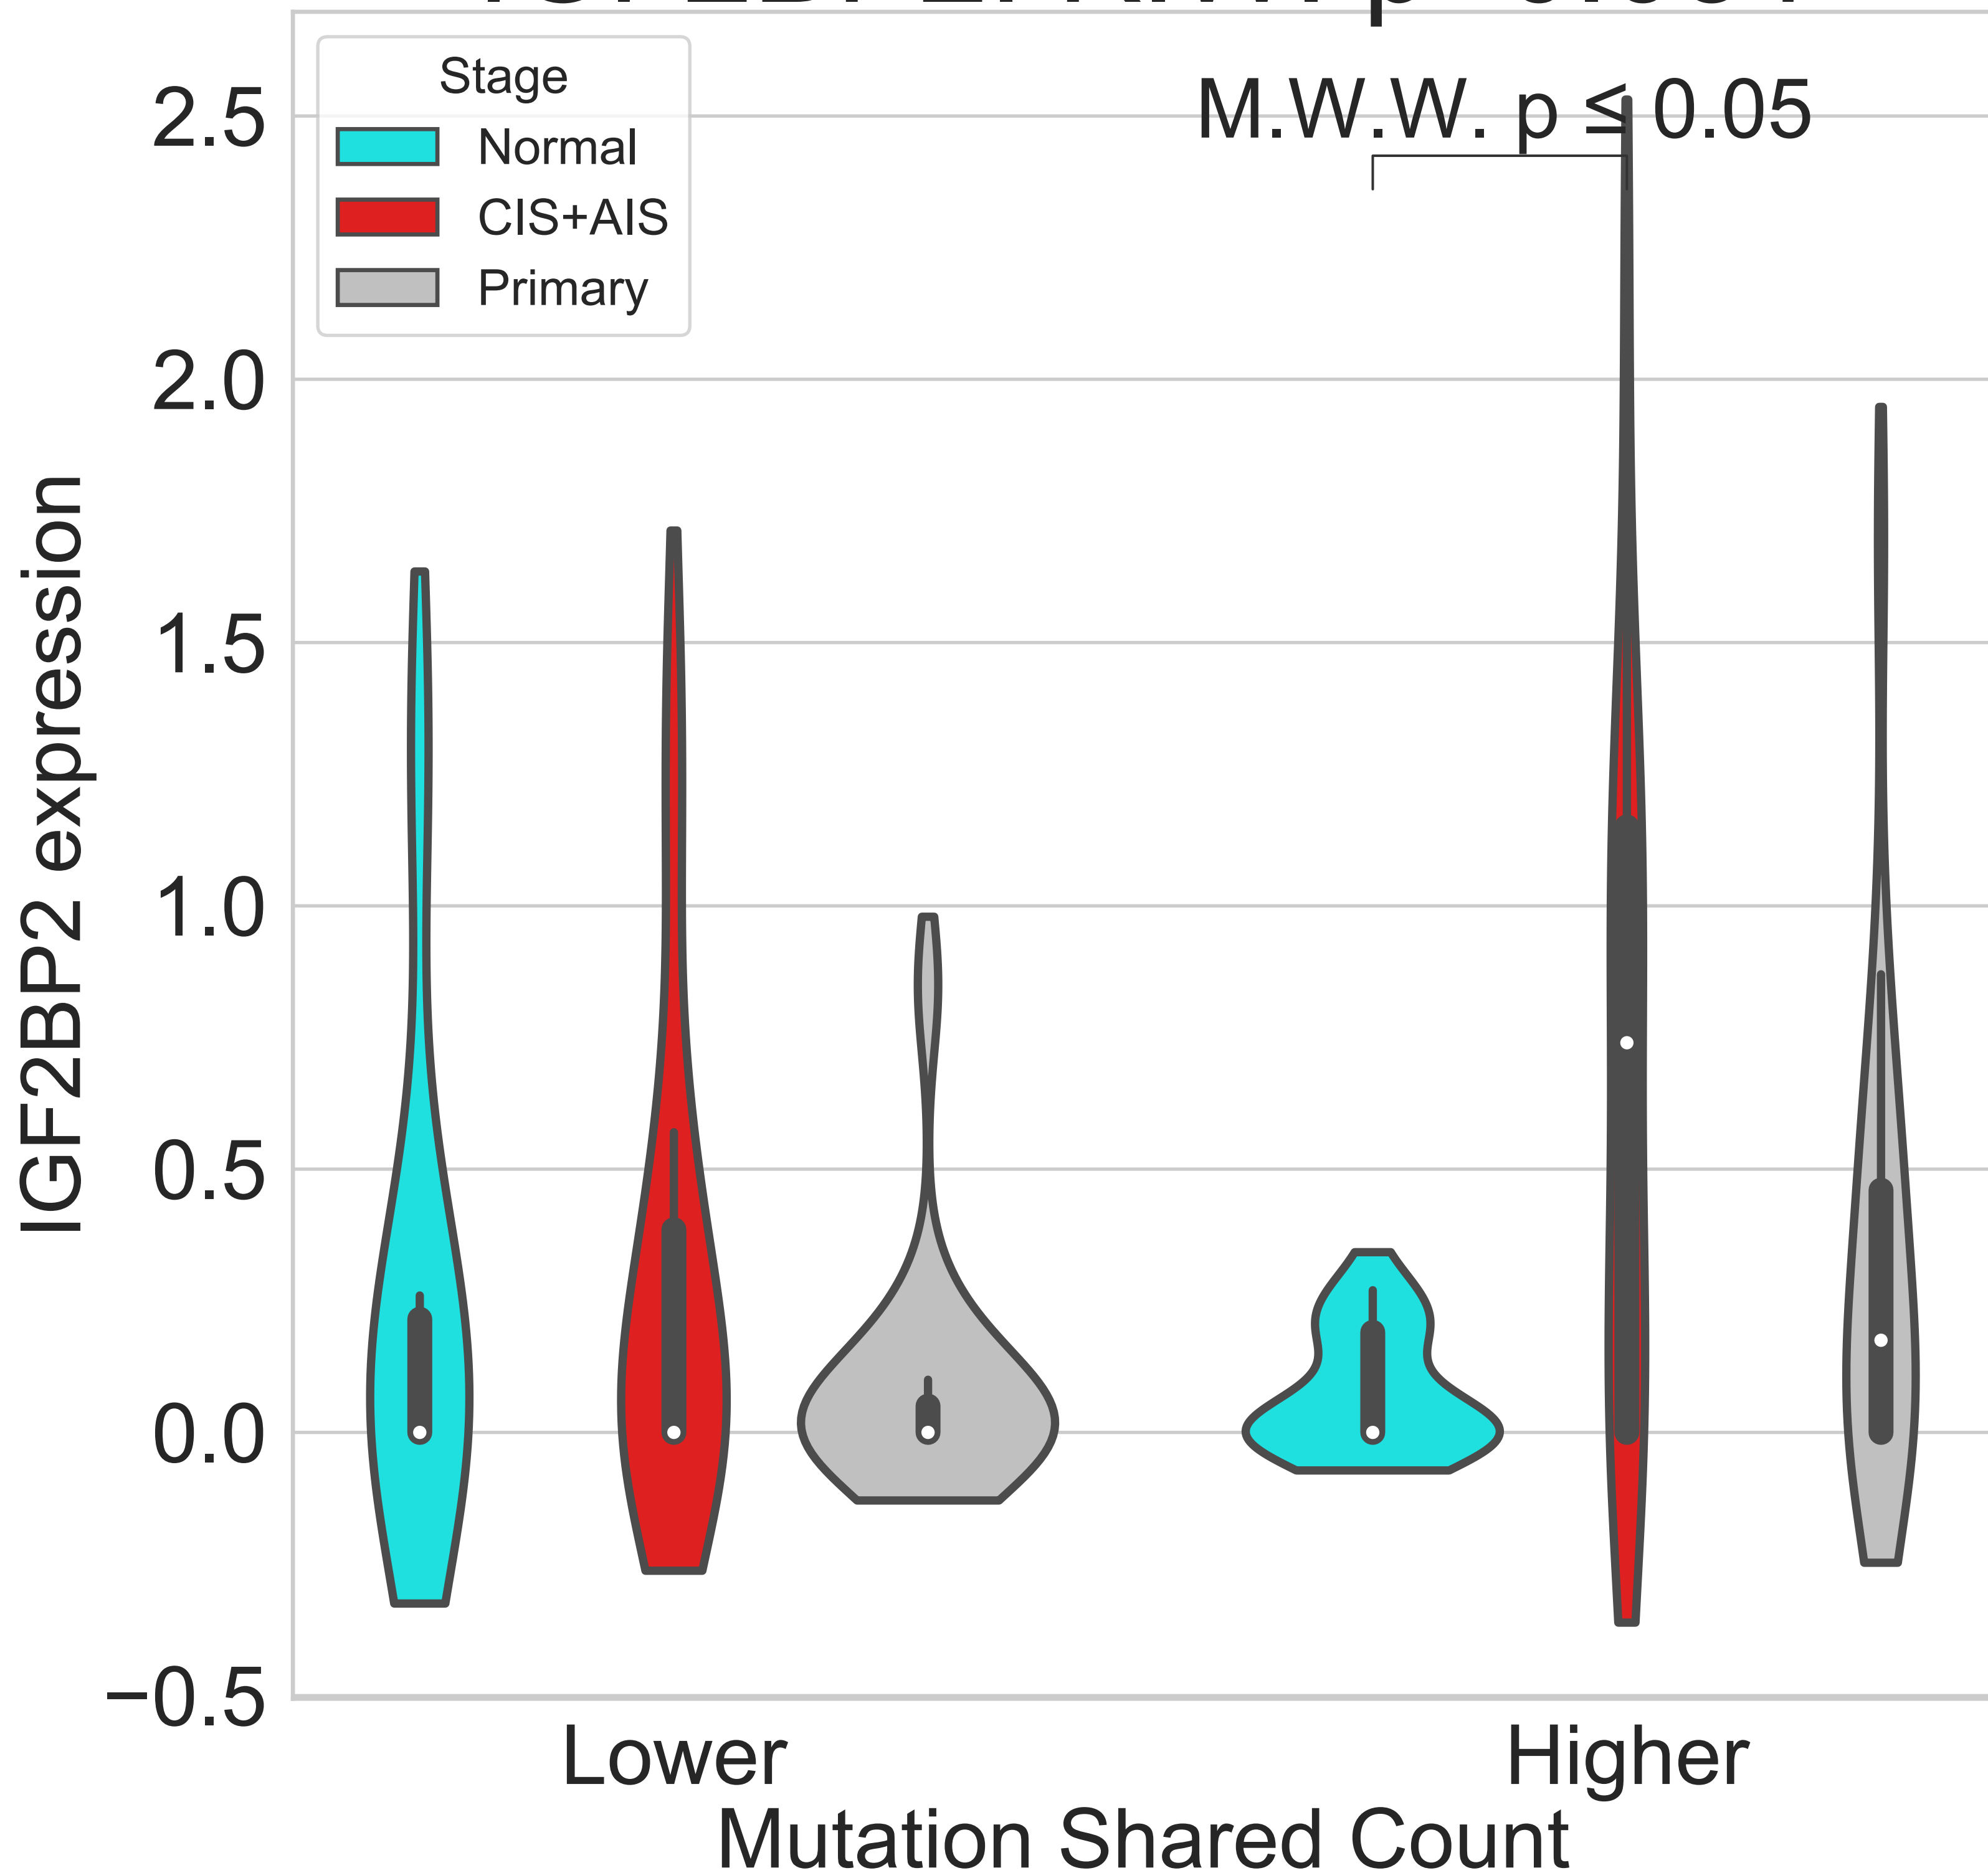 M.W.W. p ≤ 0.05
Stage
Normal
CIS+AIS
Primary
2.5
2.0
1.5
1.0
0.5
0.0
−0.5
IGF2BP2 expression
Lower
Higher
Mutation Shared Count